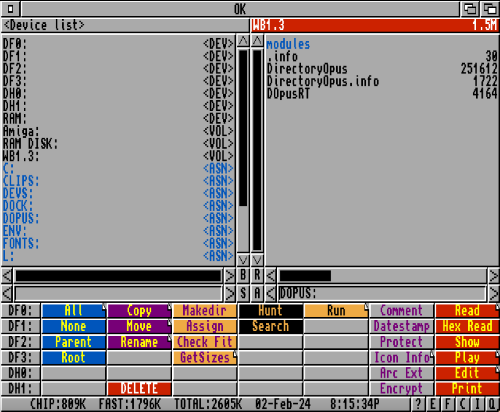 OK
<Device list>
WB1.3 1.5M
DF0: <DEV>
DF1: <DEV>
DF2: <DEV>
DF3: <DEV>
DH0: <DEV>
DH1: <DEV>
RAM: <DEV>
Amiga: <VOL>
RAM DISK: <VOL>
WB1.3: <VOL>
C: <ASN>
CLIPS: <ASN>
DEVS: <ASN>
DOCK: <ASN>
DOPUS: <ASN>
ENV: <ASN>
FONTS: <ASN>
L: <ASN>
modules
.info 30
DirectoryOpus 251612
DirectoryOpus.info 1722
DOpusRT 4164
B R
S A
DOPUS:
DF0: All Copy Makedir Hunt Run Comment Read
DF1: None Move Assign Search Datestamp Hex Read
DF2: Parent Rename Check Fit Protect Show
DF3: Root GetSizes Icon Info Play
DH0: Arc Ext Edit
DH1: DELETE Encrypt Print
CHIP:809K FAST:1796K TOTAL:2605K 02-Feb-24 8:15:34P ? E F C I Q